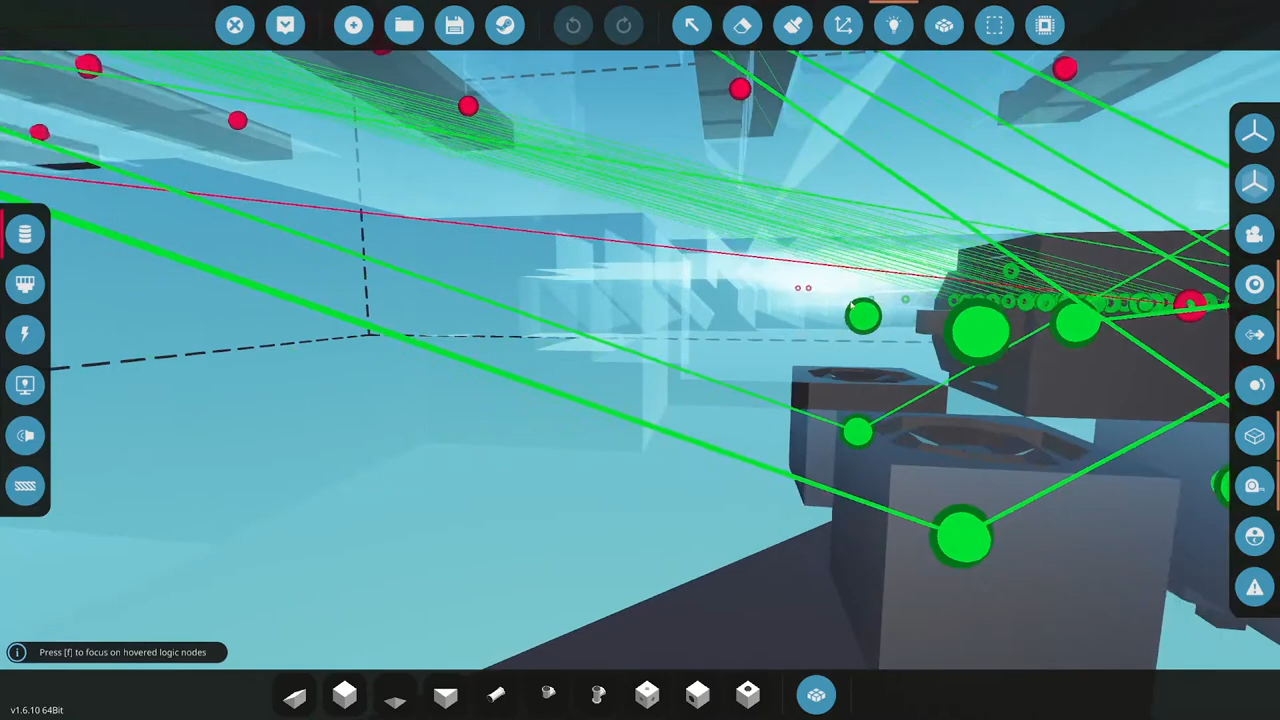 Press [f] to focus on hovered logic nodes
v1.6.10 64Bit